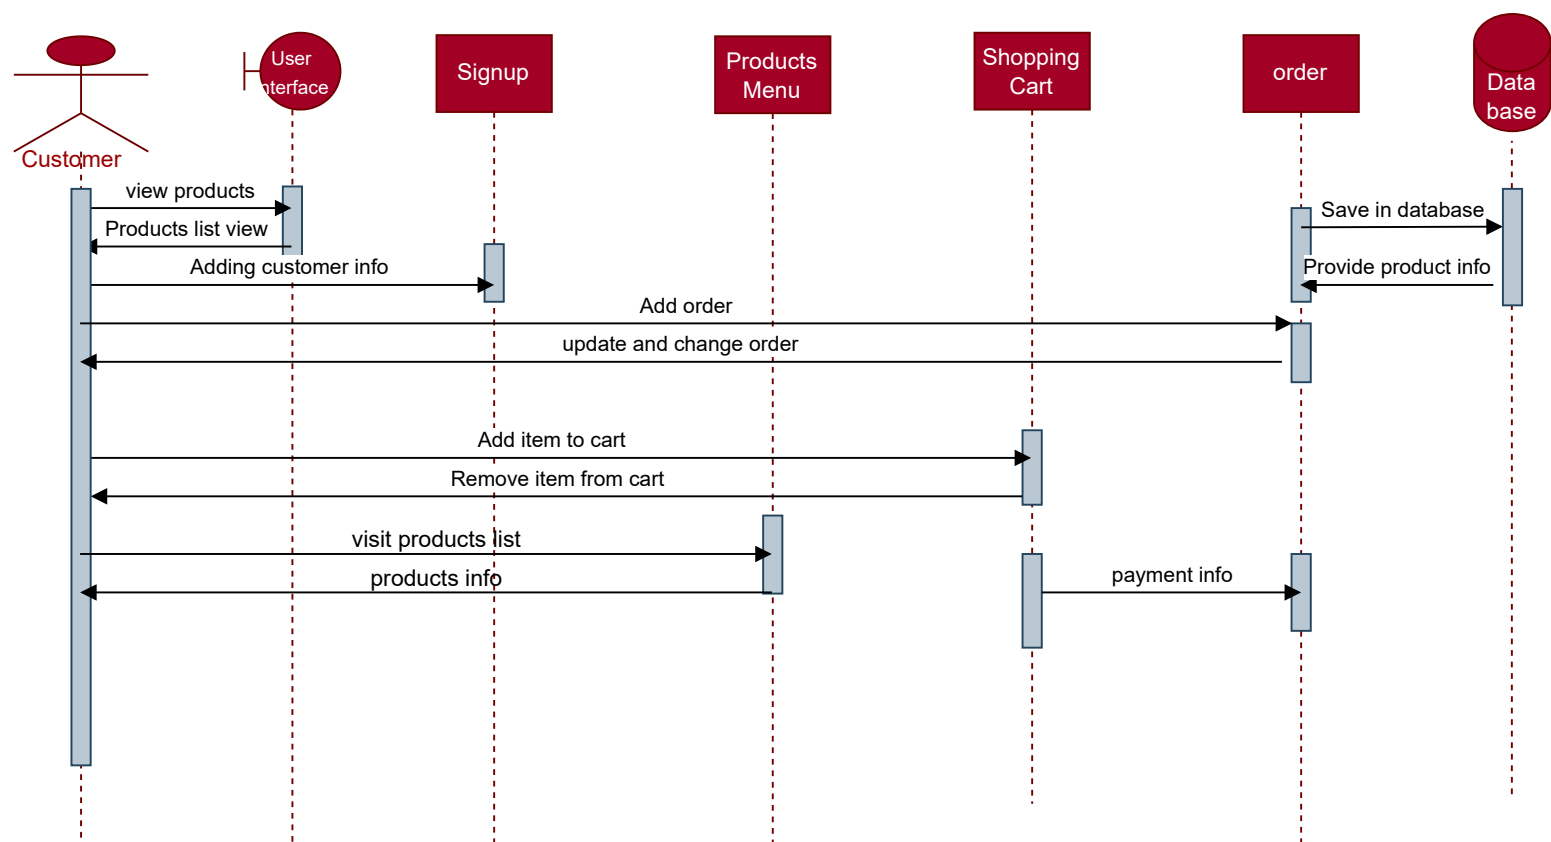 User
nterface
Signup
Products
Menu
Shopping
Cart
order
Data
base
Customer
view products
Save in database
Products list view
Adding customer info
Provide product info
Add order
update and change order
Add item to cart
Remove item from cart
visit products list
products info
payment info